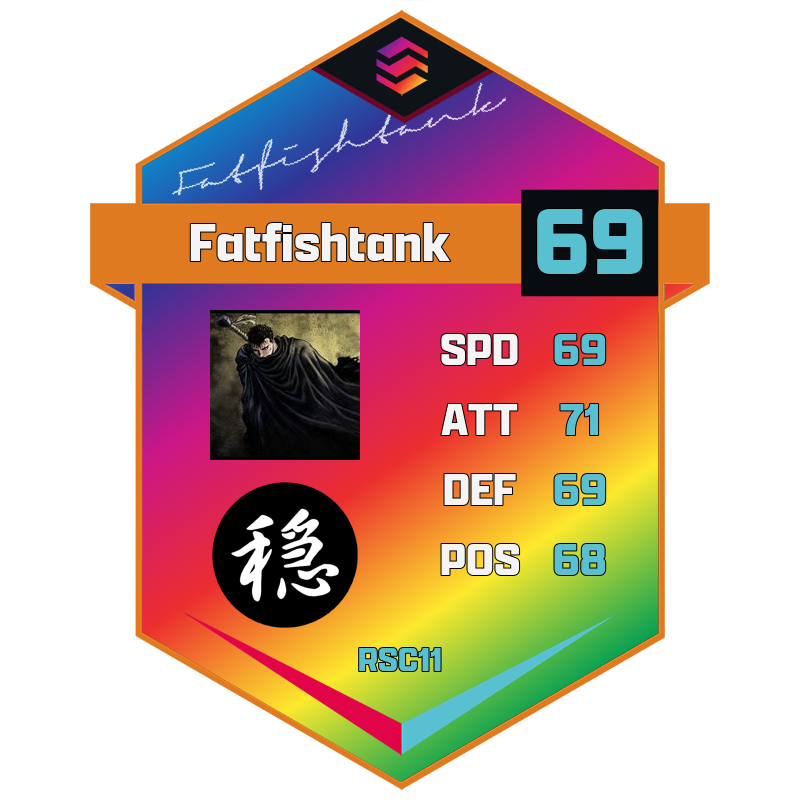 Fatfishtank
Fatfishtank 69
SPD 69
ATT 71
DEF 69
POS 68
稳
RSC11